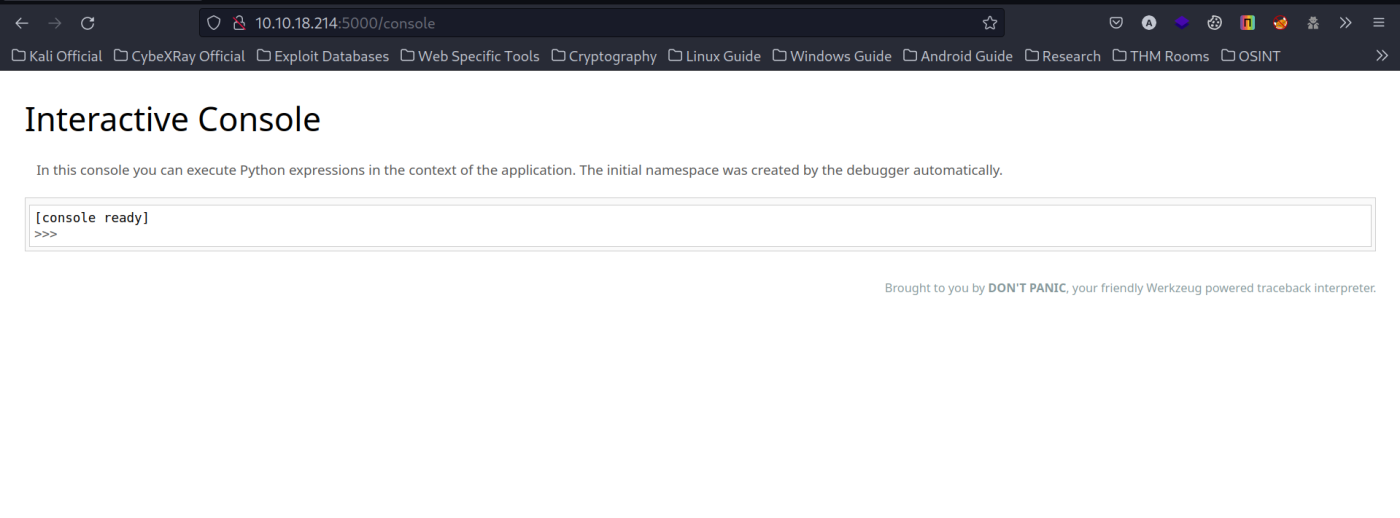 10.10.18.214:5000/console
Kali Official CybeXRay Official Exploit Databases Web Specific Tools Cryptography Linux Guide Windows Guide Android Guide Research THM Rooms OSINT
Interactive Console
In this console you can execute Python expressions in the context of the application. The initial namespace was created by the debugger automatically.
[console ready]
>>>
Brought to you by DON'T PANIC, your friendly Werkzeug powered traceback interpreter.